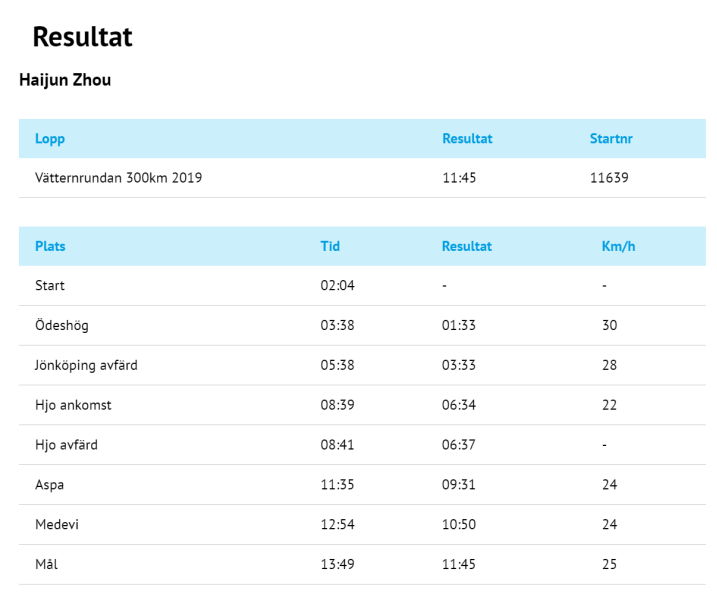 Resultat
Haijun Zhou
Lopp Resultat Startnr
Vätternrundan 300km 2019 11:45 11639
Plats Tid Resultat Km/h
Start 02:04 - -
Ödeshög 03:38 01:33 30
Jönköping avfärd 05:38 03:33 28
Hjo ankomst 08:39 06:34 22
Hjo avfärd 08:41 06:37 -
Aspa 11:35 09:31 24
Medevi 12:54 10:50 24
Mål 13:49 11:45 25